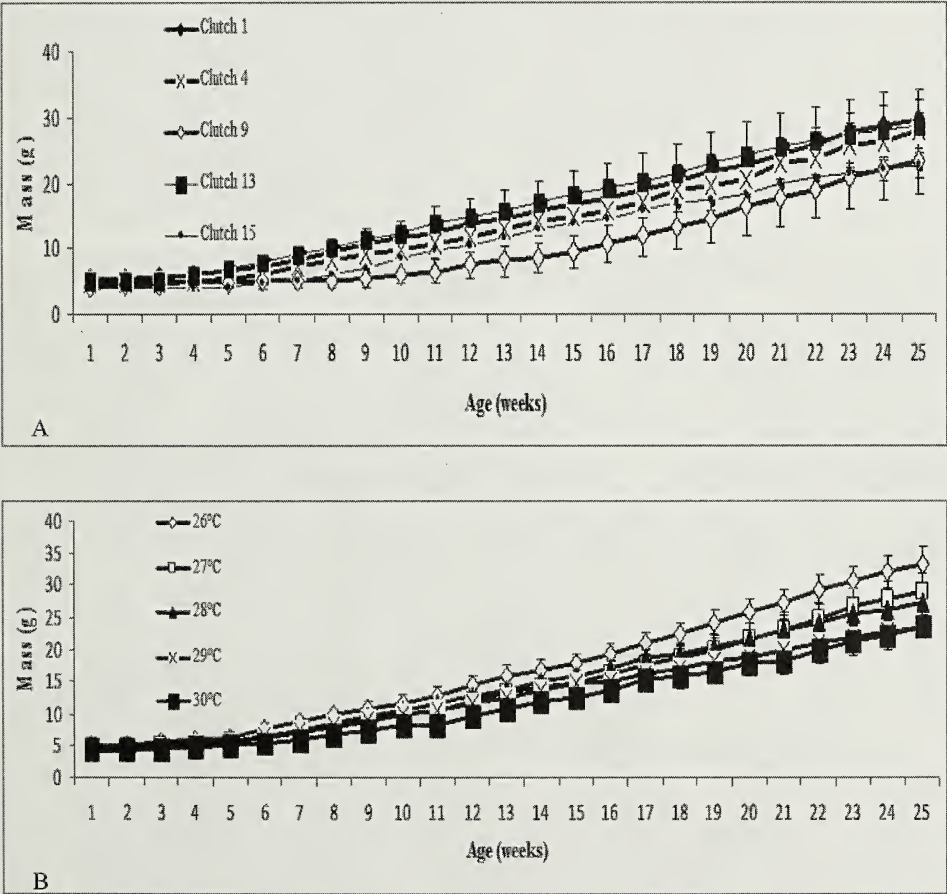 Clutch 1
40
Clutch 4
30
Clutch 9
Mass (g)
20
Clutch 13
10
Clutch 15
0
1 2 3 4 5 6 7 8 9 10 11 12 13 14 15 16 17 18 19 20 21 22 23 24 25
Age (weeks)
A
40
26°C
35
30
27°C
25
28°C
Mass (g)
20
29°C
15
10
30°C
5
0
1 2 3 4 5 6 7 8 9 10 11 12 13 14 15 16 17 18 19 20 21 22 23 24 25
Age (weeks)
B